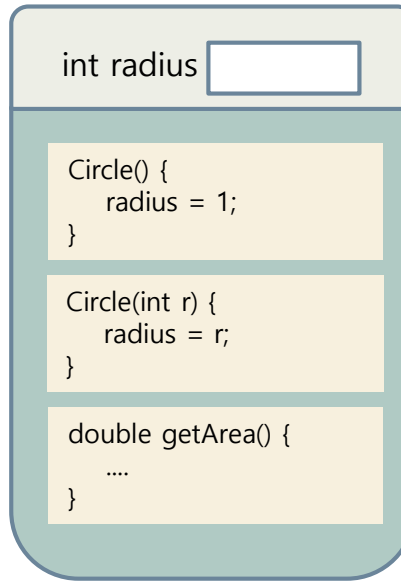 int radius
Circle() {
radius = 1;
}
Circle(int r) {
radius = r;
}
double getArea() {
....
}